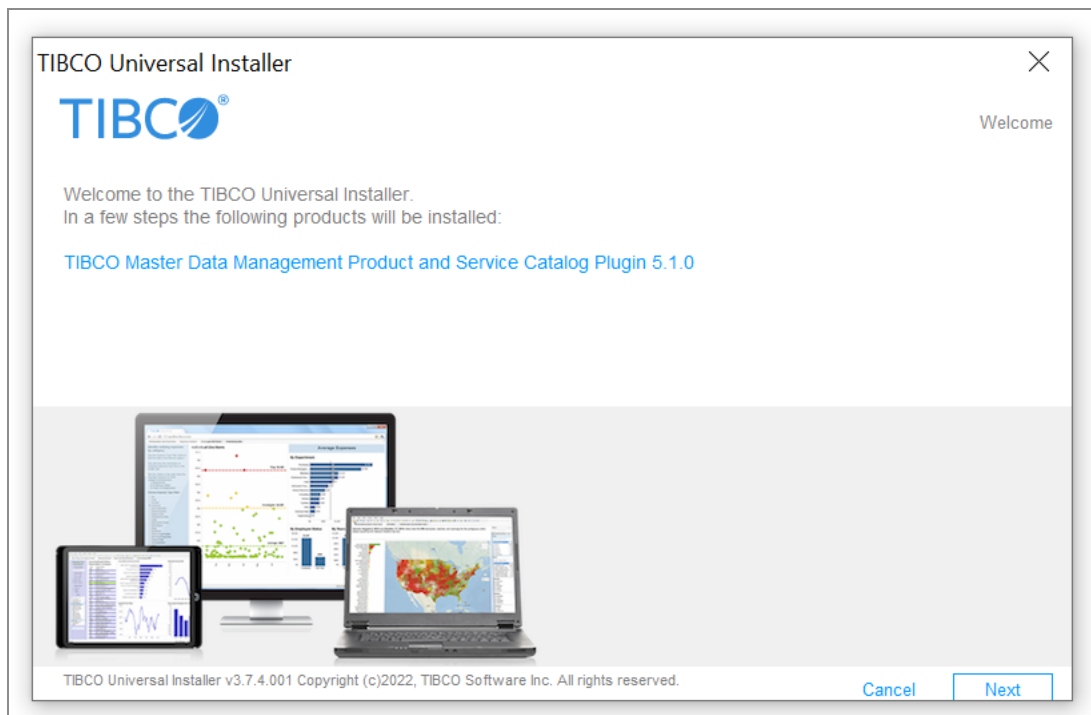 TIBCO Universal Installer
TIBCO®
Welcome
Welcome to the TIBCO Universal Installer.
In a few steps the following products will be installed:
TIBCO Master Data Management Product and Service Catalog Plugin 5.1.0
Average Expenses
TIBCO Universal Installer v3.7.4.001 Copyright (c)2022, TIBCO Software Inc. All rights reserved.
Cancel
Next